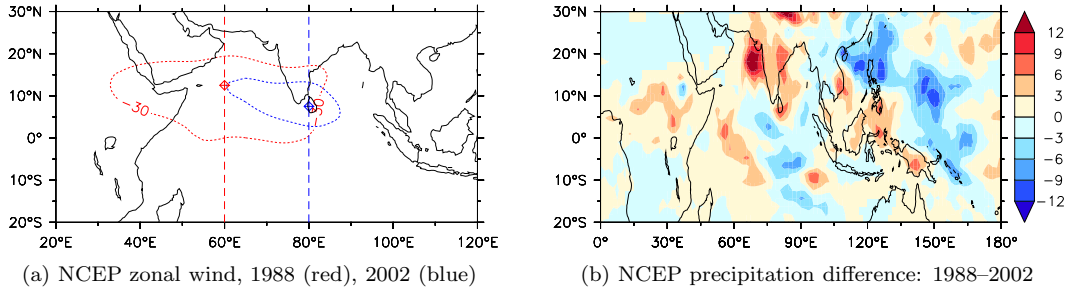 30°N
20°N
10°N
0°
10°S
20°S
20°E 40°E 60°E 80°E 100°E 120°E
-30
(a) NCEP zonal wind, 1988 (red), 2002 (blue)
30°N
20°N
10°N
0°
10°S
20°S
0° 30°E 60°E 90°E 120°E 150°E 180°
12
9
6
3
0
-3
-6
-9
-12
(b) NCEP precipitation difference: 1988–2002